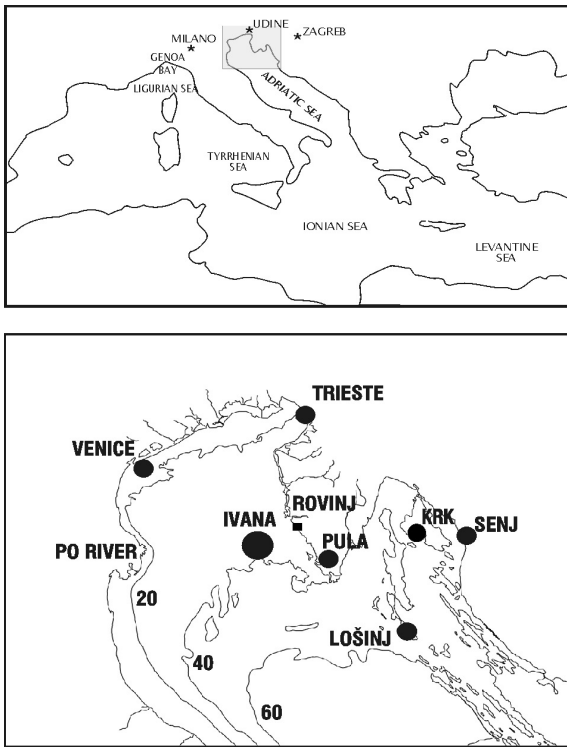 UDINE
ZAGREB
MILANO
GENOA
BAY
LIGURIAN SEA
ADRIATIC SEA
TYRRHENIAN
SEA
IONIAN SEA
LEVANTINE
SEA
TRIESTE
VENICE
ROVINJ
IVANA
KRK
SENJ
PULA
PO RIVER
20
LOŠINJ
40
60